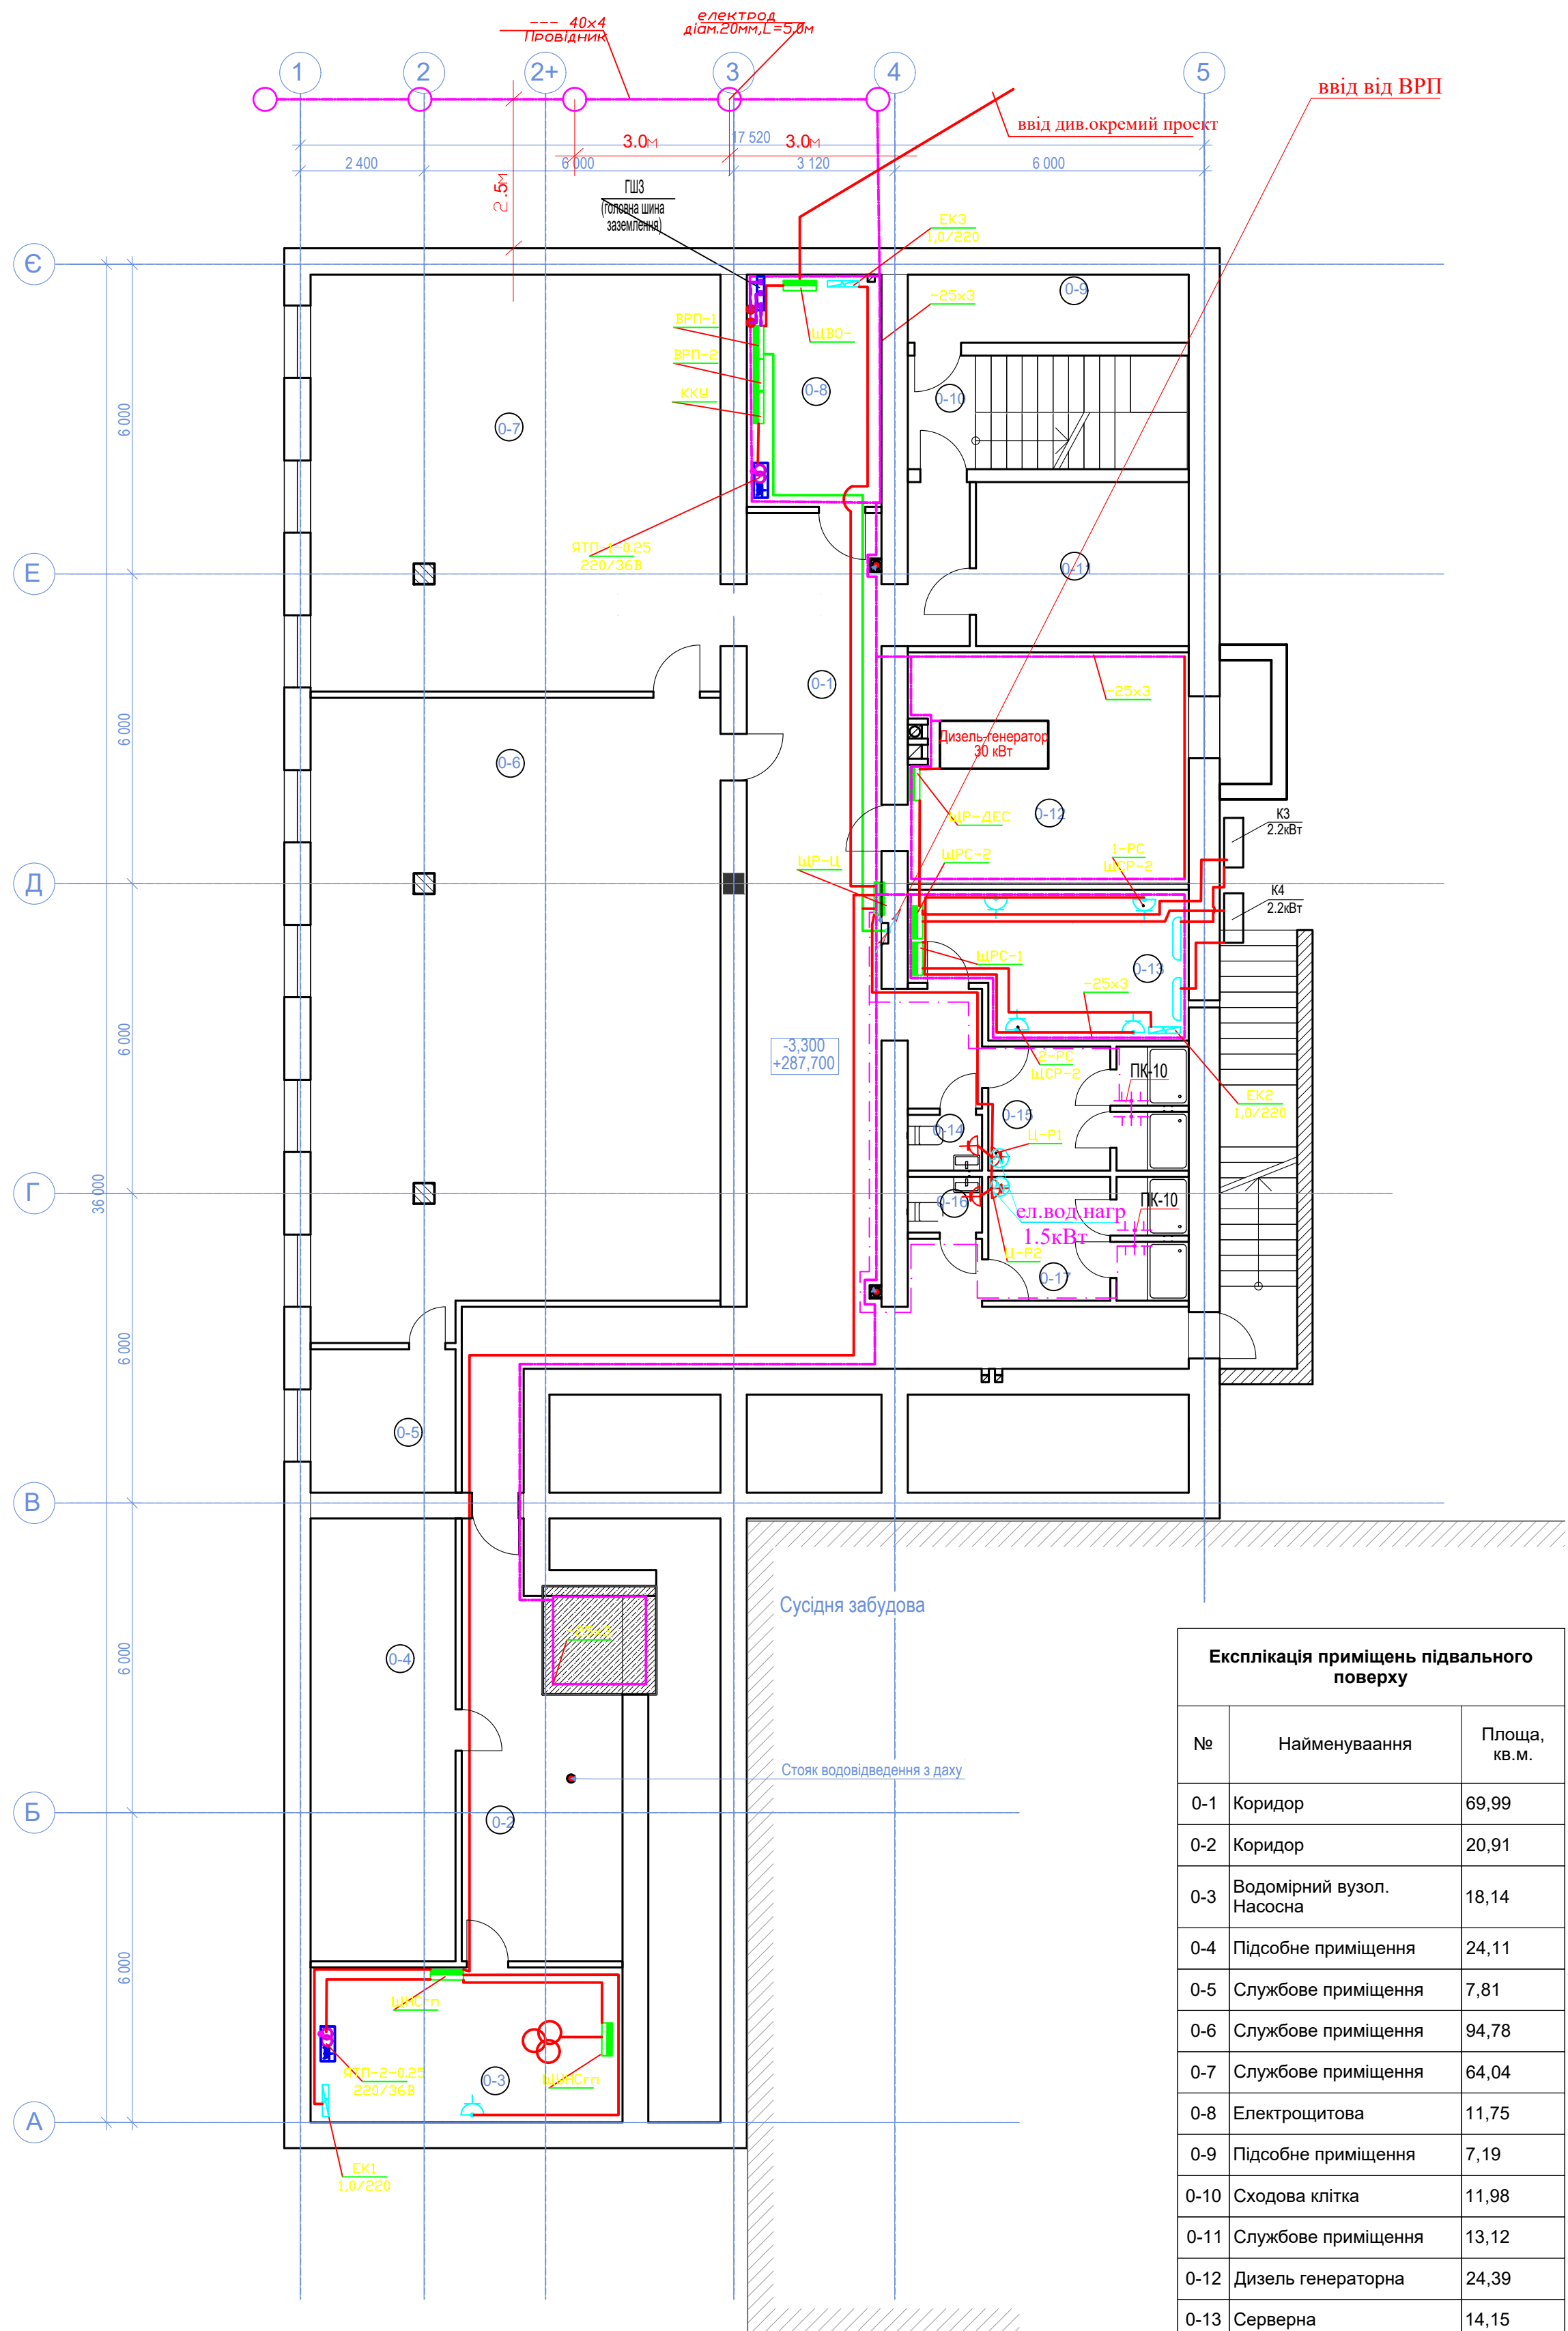 --- 40х4
Провідник
електрод
діам.20мм,L=5.0м
1
2
2+
3
4
5
ввід від ВРП
ввід див.окремий проект
3.0м
17 520
3.0м
2 400
6 000
3 120
6 000
2.5м
ГШЗ
(головна шина
заземлення)
ЕК3
1,0/220
Є
0-9
-25х3
ВРП-1
ЩВО-
ВРП-2
0-8
ККУ
0-10
6 000
0-7
ЯТП-1-0.25
220/36В
Е
0-11
0-1
-25х3
6 000
Дизель-генератор
30 кВт
0-6
0-12
ЩР-ДЕС
К3
2.2кВт
1-РС
ЩСР-2
ЩР-Ц
ЩРС-2
Д
К4
2.2кВт
ЩРС-1
0-13
-25х3
6 000
-3,300
+287,700
2-РС
ЩСР-2
ПК-10
ЕК2
1,0/220
0-15
0-14
Ц-Р1
36 000
Г
0-16
ПК-10
ел.вод.нагр
1.5кВт
Ц-Р2
0-17
6 000
0-5
В
Сусідня забудова
-25х3
0-4
6 000
Стояк водовідведення з даху
Б
0-2
6 000
ЩНСгп
ЯТП-2-0.25
220/36В
0-3
ЩШНСгп
А
ЕК1
1,0/220
Експлікація приміщень підвального
поверху
№ Найменуваання Площа,
кв.м.
0-1 Коридор 69,99
0-2 Коридор 20,91
0-3 Водомірний вузол.
Насосна 18,14
0-4 Підсобне приміщення 24,11
0-5 Службове приміщення 7,81
0-6 Службове приміщення 94,78
0-7 Службове приміщення 64,04
0-8 Електрощитова 11,75
0-9 Підсобне приміщення 7,19
0-10 Сходова клітка 11,98
0-11 Службове приміщення 13,12
0-12 Дизель генераторна 24,39
0-13 Серверна 14,15